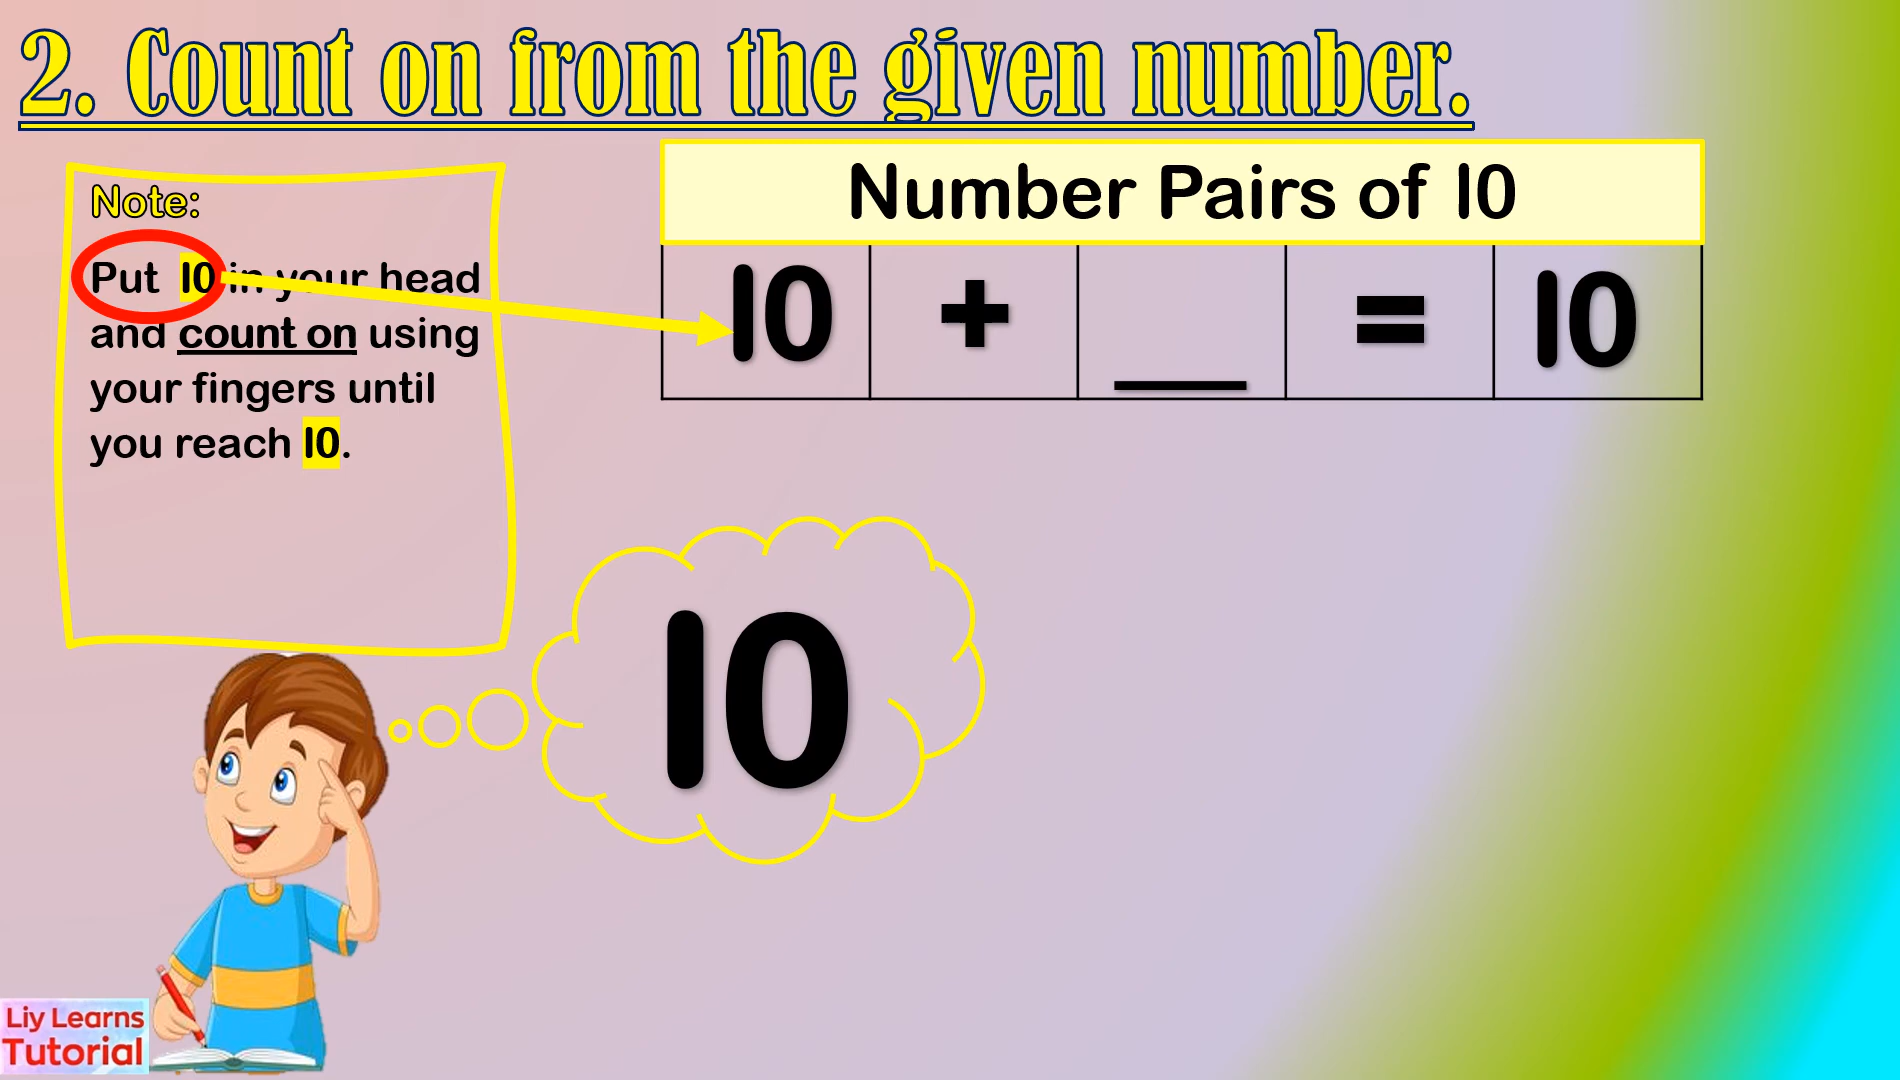 2. Count on from the given number.
Note:
Put 10 in your head
and count on using
your fingers until
you reach 10.
Number Pairs of 10
10 + __ = 10
10
Liy Learns
Tutorial